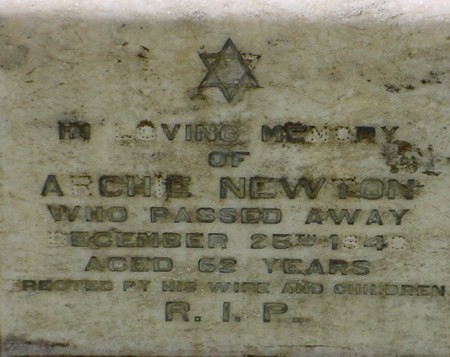 IN LOVING MEMORY
OF
ARCHIE NEWTON
WHO PASSED AWAY
DECEMBER 25TH
AGED 62 YEARS
ERECTED BY HIS WIFE AND CHILDREN
R. I. P.